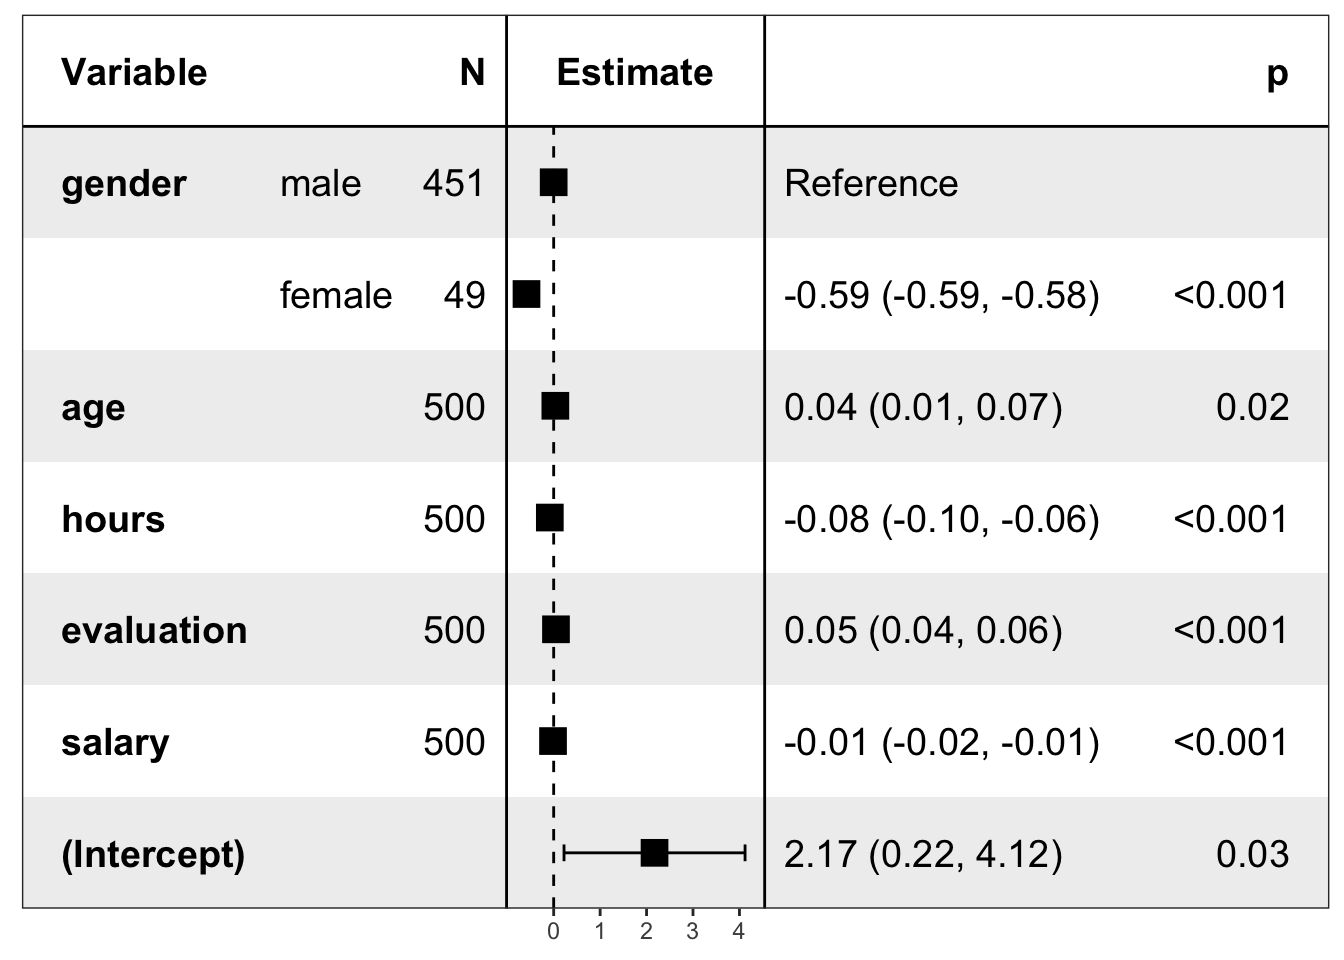 Variable N Estimate p
gender male 451 Reference
female 49 -0.59 (-0.59, -0.58) <0.001
age 500 0.04 (0.01, 0.07) 0.02
hours 500 -0.08 (-0.10, -0.06) <0.001
evaluation 500 0.05 (0.04, 0.06) <0.001
salary 500 -0.01 (-0.02, -0.01) <0.001
(Intercept) 2.17 (0.22, 4.12) 0.03
0 1 2 3 4